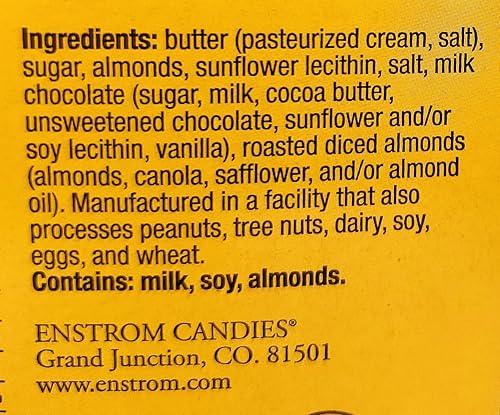 Ingredients: butter (pasteurized cream, salt),
sugar, almonds, sunflower lecithin, salt, milk
chocolate (sugar, milk, cocoa butter,
unsweetened chocolate, sunflower and/or
soy lecithin, vanilla), roasted diced almonds
(almonds, canola, safflower, and/or almond
oil). Manufactured in a facility that also
processes peanuts, tree nuts, dairy, soy,
eggs, and wheat.
Contains: milk, soy, almonds.
ENSTROM CANDIES®
Grand Junction, CO. 81501
www.enstrom.com